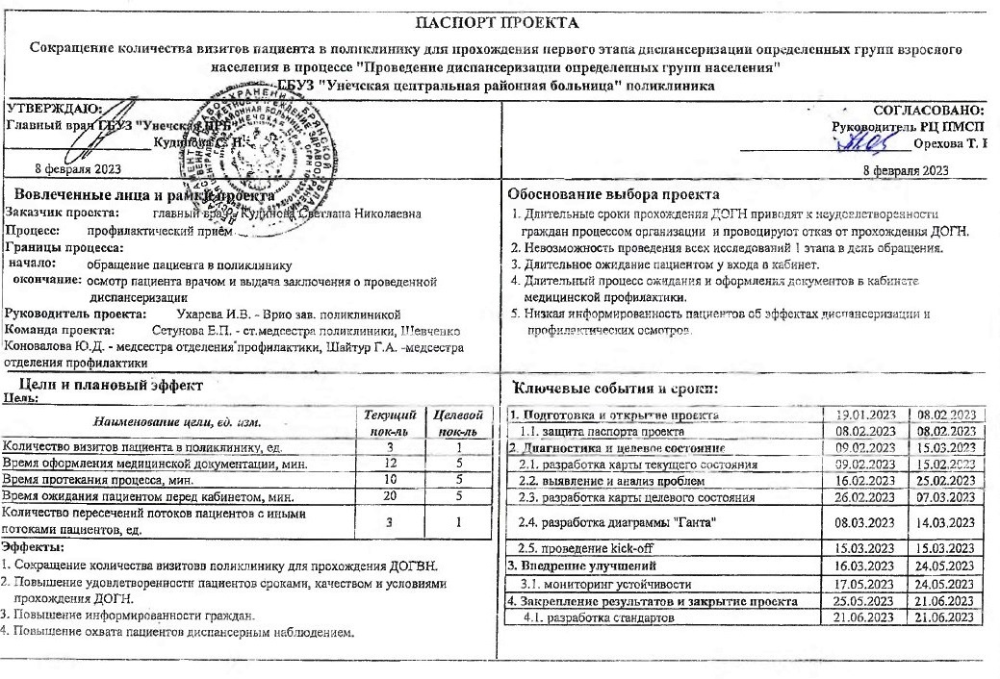 ПАСПОРТ ПРОЕКТА
Сокращение количества визитов пациента в поликлинику для прохождения первого этапа диспансеризации определенных групп взрослого
населения в процессе "Проведение диспансеризации определенных групп населения"
ГБУЗ "Унечская центральная районная больница" поликлиника
УТВЕРЖДАЮ:
Главный врач ГБУЗ "Унечская ЦРБ"
Кудинова С. Н.
8 февраля 2023
СОГЛАСОВАНО:
Руководитель РЦ ПМСП
Орехова Т. Н
8 февраля 2023
Вовлеченные лица и рамки проекта
Заказчик проекта: главный врач Кудинова Светлана Николаевна
Процесс: профилактический приём
Границы процесса:
начало: обращение пациента в поликлинику
окончание: осмотр пациента врачом и выдача заключения о проведенной
диспансеризации
Руководитель проекта: Ухарева И.В. - Врио зав. поликлиникой
Команда проекта: Сетунова Е.П. - ст.медсестра поликлиники, Шевченко
Коновалова Ю.Д. - медсестра отделения профилактики, Шайтур Г.А. -медсестра
отделения профилактики
Обоснование выбора проекта
1. Длительные сроки прохождения ДОГН приводят к неудовлетворенности
граждан процессом организации и провоцируют отказ от прохождения ДОГН.
2. Невозможность проведения всех исследований 1 этапа в день обращения.
3. Длительное ожидание пациентом у входа в кабинет.
4. Длительный процесс ожидания и оформления документов в кабинете
медицинской профилактики.
5. Низкая информированность пациентов об эффектах диспансеризации и
профилактических осмотров.
Цели и плановый эффект
Цель:
Наименование цели, ед. изм. Текущий пок-ль Целевой пок-ль
Количество визитов пациента в поликлинику, ед. 3 1
Время оформления медицинской документации, мин. 12 5
Время протекания процесса, мин. 10 5
Время ожидания пациентом перед кабинетом, мин. 20 5
Количество пересечений потоков пациентов с иными
потоками пациентов, ед. 3 1
Эффекты:
1. Сокращение количества визитовв поликлинику для прохождения ДОГВН.
2. Повышение удовлетворенности пациентов сроками, качеством и условиями
прохождения ДОГН.
3. Повышение информированности граждан.
4. Повышение охвата пациентов диспансерным наблюдением.
Ключевые события и сроки:
1. Подготовка и открытие проекта 19.01.2023 08.02.2023
1.1. защита паспорта проекта 08.02.2023 08.02.2023
2. Диагностика и целевое состояние 09.02.2023 15.03.2023
2.1. разработка карты текущего состояния 09.02.2023 15.02.2023
2.2. выявление и анализ проблем 16.02.2023 25.02.2023
2.3. разработка карты целевого состояния 26.02.2023 07.03.2023
2.4. разработка диаграммы "Ганта" 08.03.2023 14.03.2023
2.5. проведение kick-off 15.03.2023 15.03.2023
3. Внедрение улучшений 16.03.2023 24.05.2023
3.1. мониторинг устойчивости 17.05.2023 24.05.2023
4. Закрепление результатов и закрытие проекта 25.05.2023 21.06.2023
4.1. разработка стандартов 21.06.2023 21.06.2023